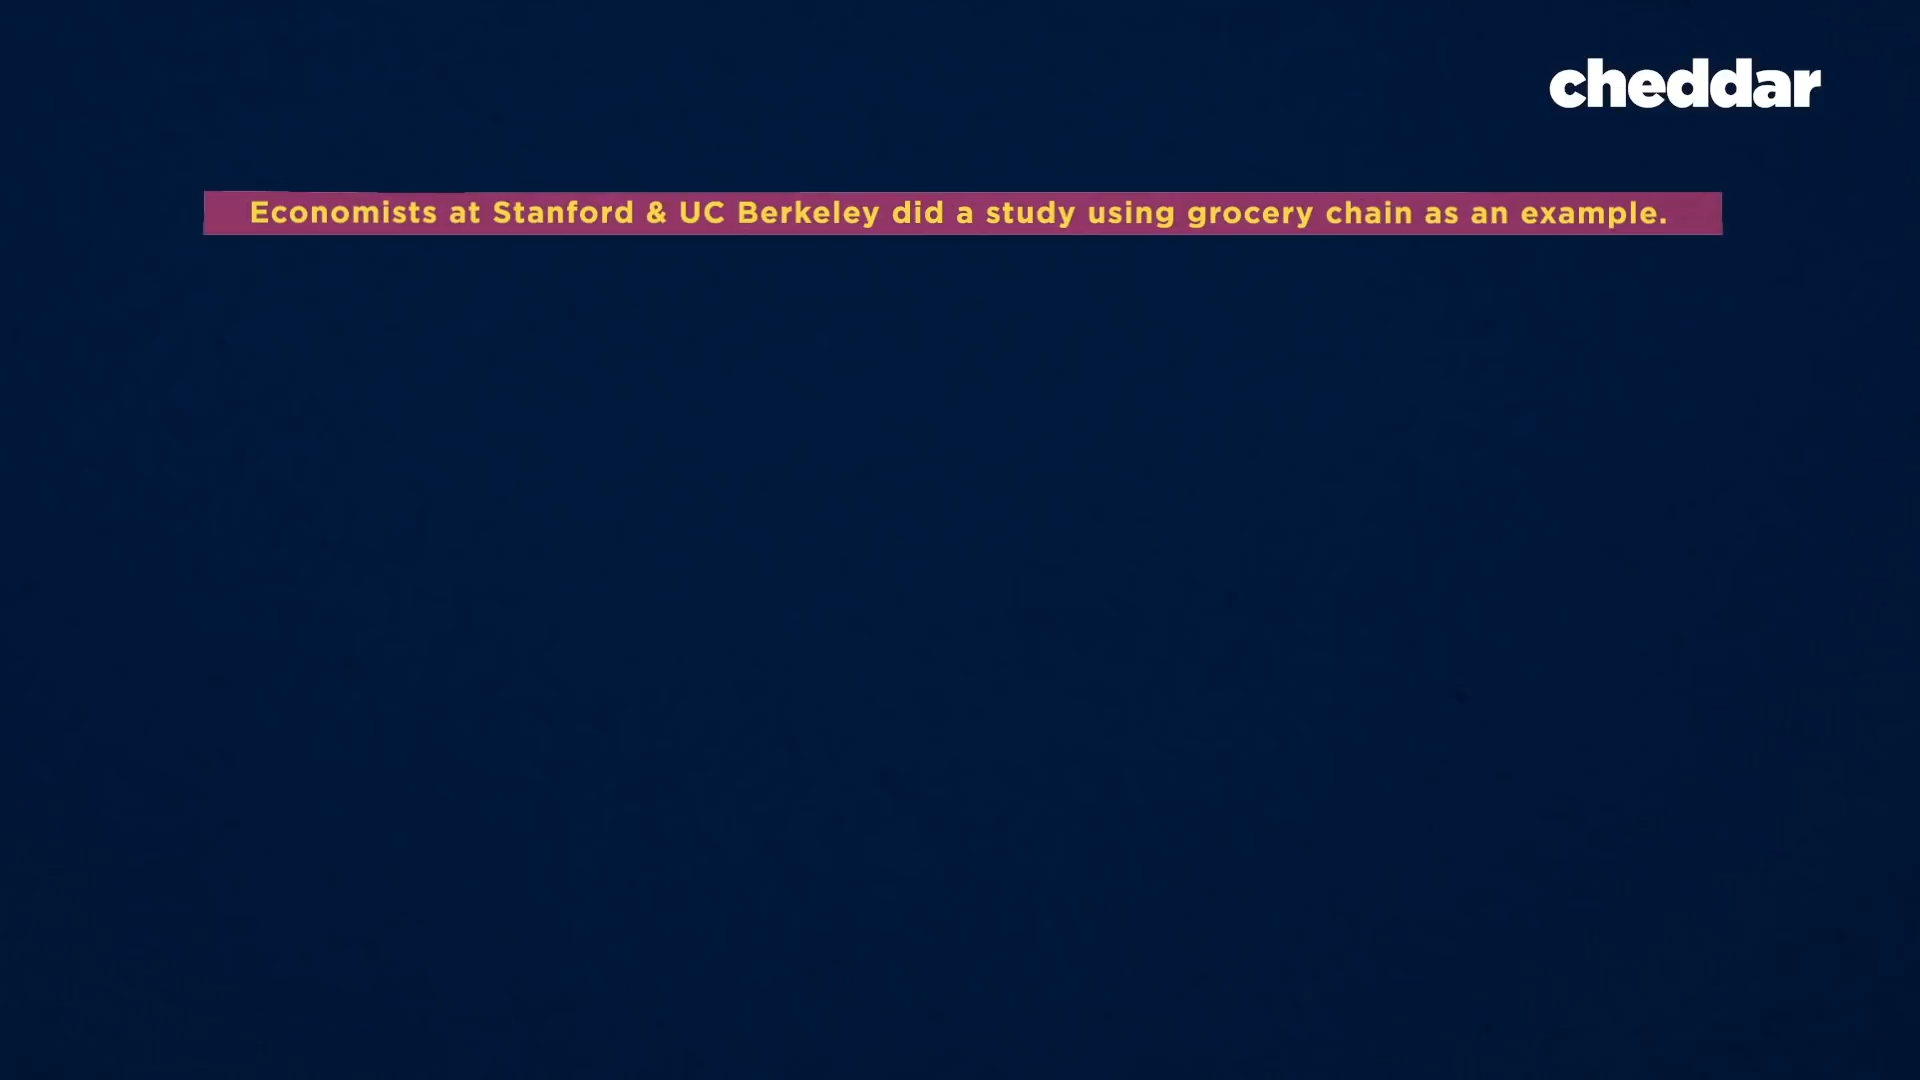 cheddar
Economists at Stanford & UC Berkeley did a study using grocery chain as an example.